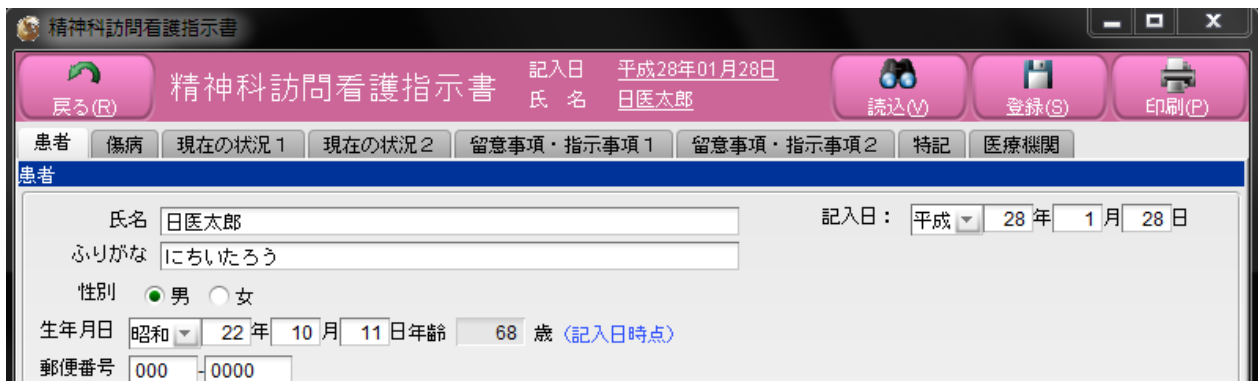 精神科訪問看護指示書
戻る(R) 精神科訪問看護指示書 記入日 平成28年01月28日 氏 名 日医太郎 読込(V) 登録(S) 印刷(P)
患者 傷病 現在の状況1 現在の状況2 留意事項・指示事項1 留意事項・指示事項2 特記 医療機関
患者
氏名 日医太郎 記入日: 平成 28 年 1 月 28 日
ふりがな にちいたろう
性別 男 女
生年月日 昭和 22 年 10 月 11 日 年齢 68 歳 (記入日時点)
郵便番号 000 - 0000